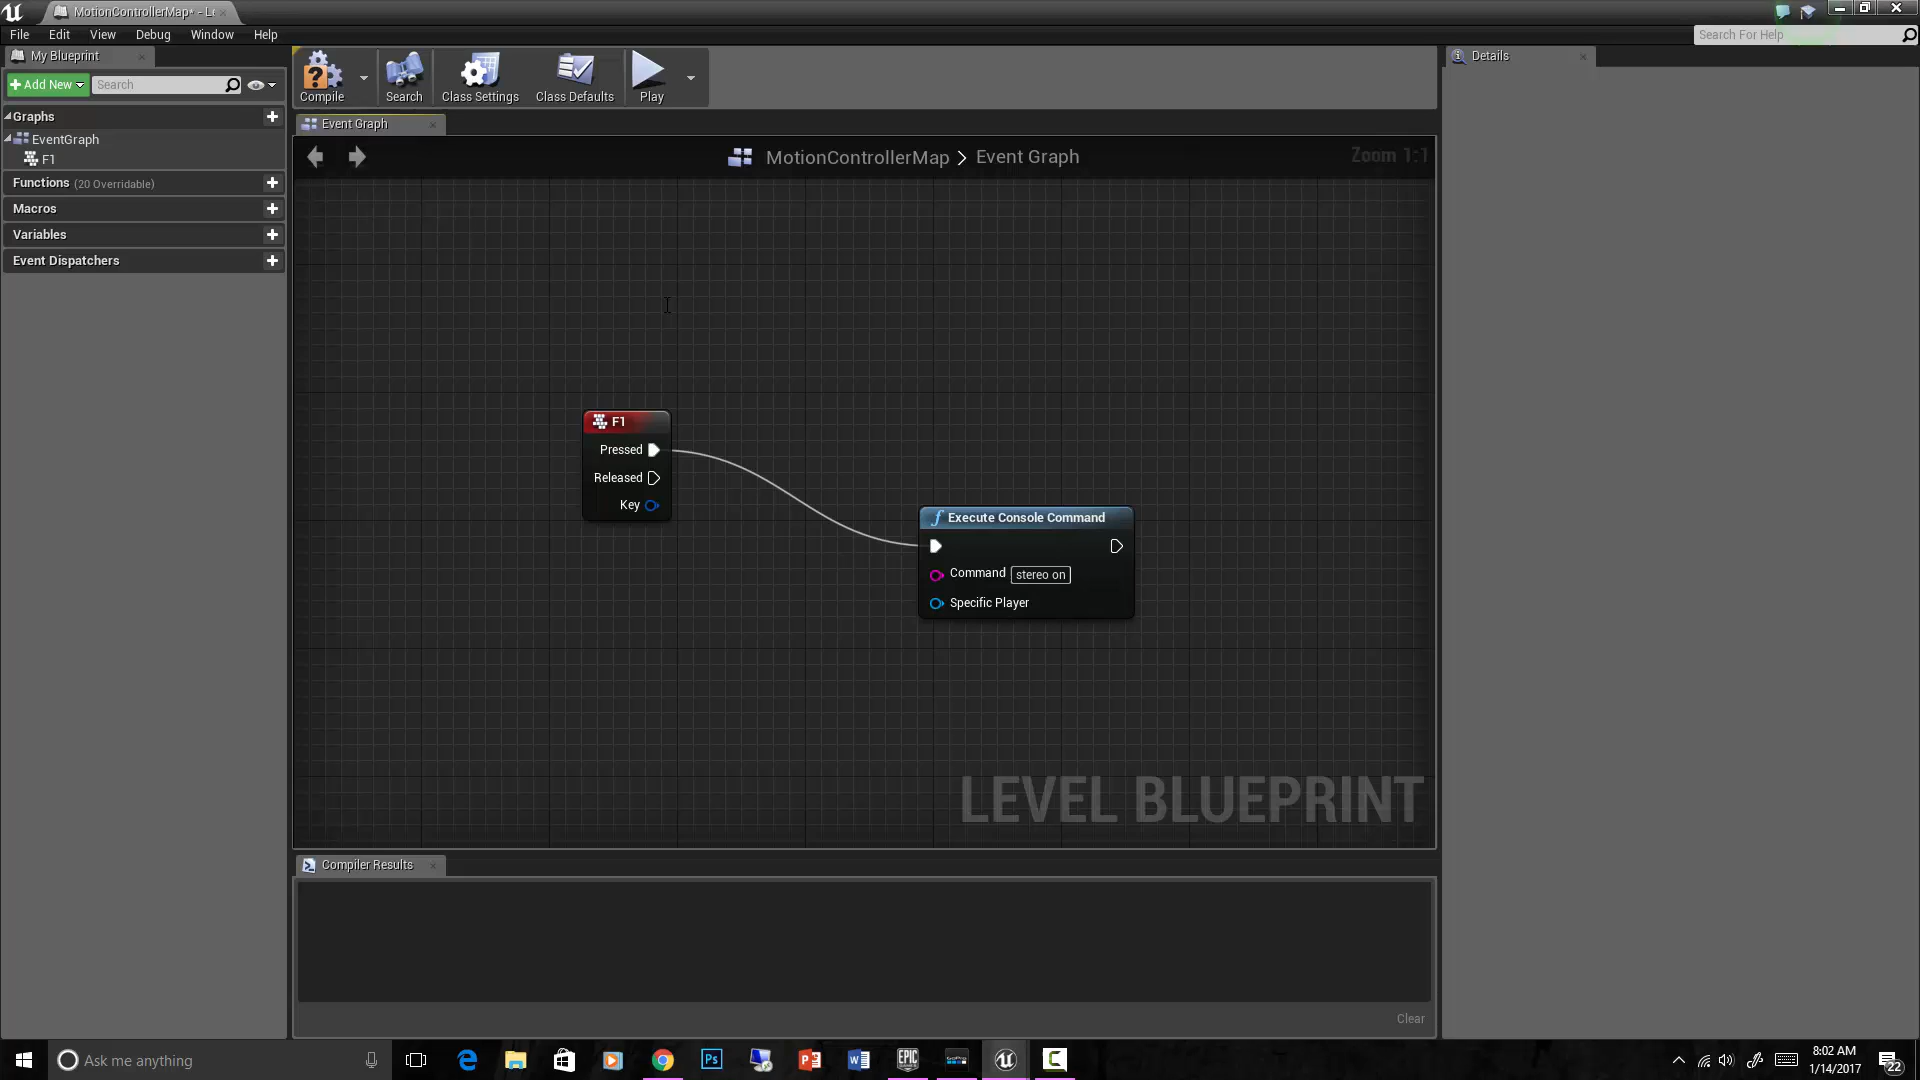 MotionControllerMap* - Le
File Edit View Debug Window Help
Search For Help
My Blueprint
Add New
Search
Graphs
EventGraph
F1
Functions (20 Overridable)
Macros
Variables
Event Dispatchers
Compile
Search
Class Settings
Class Defaults
Play
Event Graph
MotionControllerMap > Event Graph
Zoom 1:1
F1
Pressed
Released
Key
Execute Console Command
Command stereo on
Specific Player
LEVEL BLUEPRINT
Compiler Results
Clear
Details
Ask me anything
Ps
EPIC
GoPro
8:02 AM
1/14/2017
22